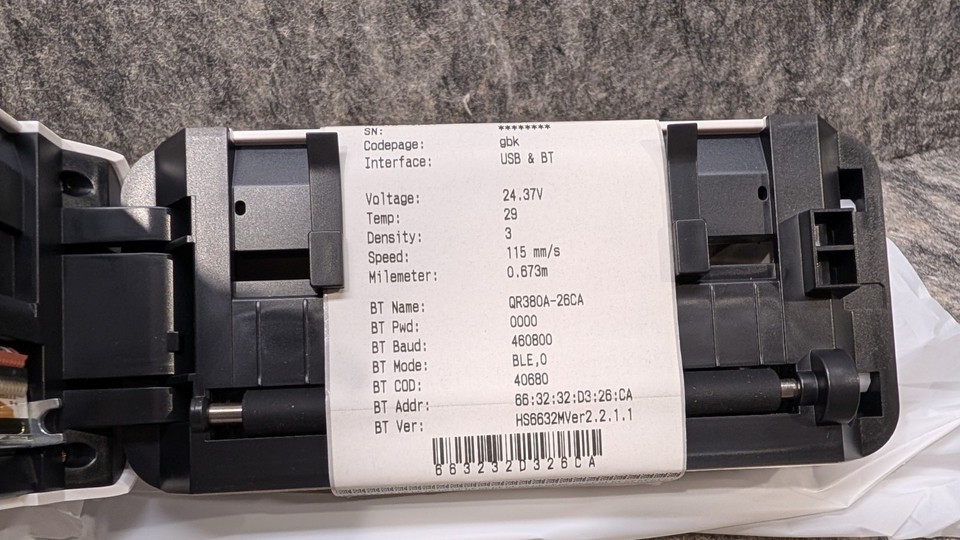 SN: ********
Codepage: gbk
Interface: USB & BT
Voltage: 24.37V
Temp: 29
Density: 3
Speed: 115 mm/s
Milemeter: 0.673m
BT Name: QR380A-26CA
BT Pwd: 0000
BT Baud: 460800
BT Mode: BLE,0
BT COD: 40680
BT Addr: 66:32:32:D3:26:CA
BT Ver: HS6632MVer2.2.1.1
663232D326CA